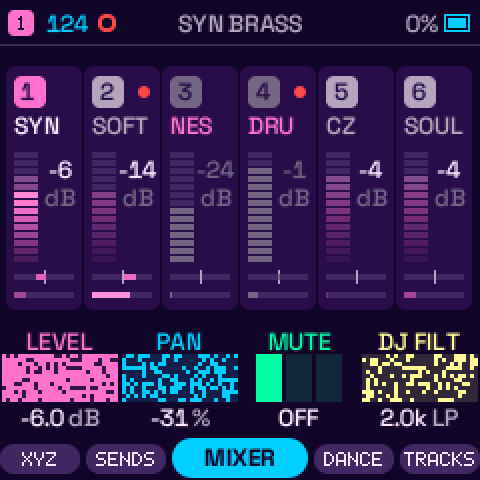 1 124 SYN BRASS 0%
1 2 3 4 5 6
SYN SOFT NES DRU CZ SOUL
-6 -14 -24 -1 -4 -4
dB dB dB dB dB dB
LEVEL PAN MUTE DJ FILT
-6.0 dB -31 % OFF 2.0k LP
XYZ SENDS MIXER DANCE TRACKS